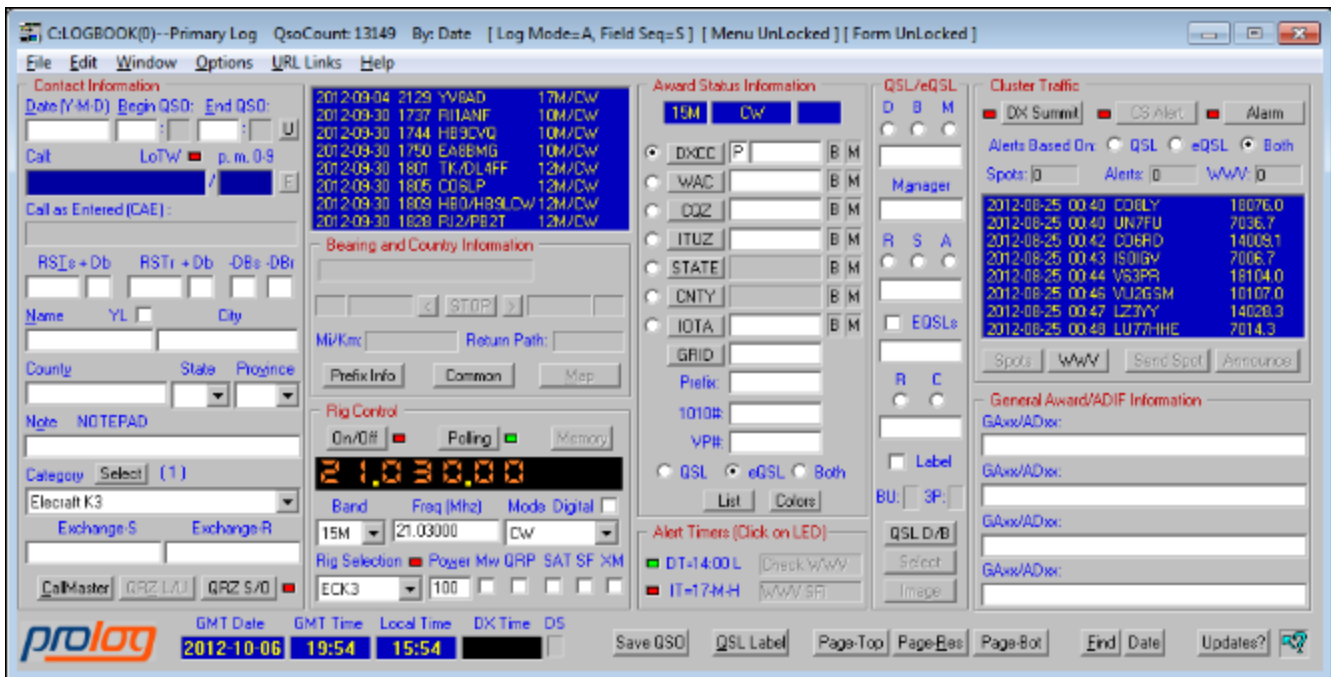 C:LOGBOOK(0)--Primary Log QsoCount: 13149 By: Date [ Log Mode=A, Field Seq=S ] [ Menu UnLocked ] [ Form UnLocked ]
File Edit Window Options URL Links Help
Contact Information
Date (Y-M-D) Begin QSO: End QSO:
: : U
Call LoTW p. m. 0-9
/ F
Call as Entered (CAE) :
RSTs + Db RSTr + Db -DBs -DBr
Name YL City
County State Province
Note NOTEPAD
Category Select ( 1 )
Elecraft K3
Exchange-S Exchange-R
CallMaster QRZ L/U QRZ S/O
2012-09-04 2129 YV8AD 17M/CW
2012-09-30 1737 RI1ANF 10M/CW
2012-09-30 1744 HB9CVQ 10M/CW
2012-09-30 1750 EA8BMG 10M/CW
2012-09-30 1801 TK/DL4FF 12M/CW
2012-09-30 1805 CO6LP 12M/CW
2012-09-30 1809 HB0/HB9LCW/12M/CW
2012-09-30 1828 RJ2/PB2T 12M/CW
Bearing and Country Information
< STOP >
Mi/Km: Return Path:
Prefix Info Common Map
Rig Control
On/Off Polling Memory
21.030.00
Band Freq (Mhz) Mode Digital
15M 21.03000 CW
Rig Selection Power Mw QRP SAT SF XM
ECK3 100
Award Status Information
15M CW
DXCC P B M
WAC B M
CQZ B M
ITUZ B M
STATE B M
CNTY B M
IOTA B M
GRID
Prefix:
1010#:
VP#:
QSL eQSL Both
List Colors
Alert Timers (Click on LED)
DT=14:00 L Check WWV
IT=17-M-H WWV SFI
QSL/eQSL
D B M
Manager
R S A
EQSLs
R C
Label
BU: 3P:
QSL D/B
Select
Image
Cluster Traffic
DX Summit CS Alert Alarm
Alerts Based On: QSL eQSL Both
Spots: 0 Alerts: 0 WWV: 0
2012-08-25 00:40 CO8LY 18076.0
2012-08-25 00:40 UN7FU 7036.7
2012-08-25 00:42 CO6RD 14009.1
2012-08-25 00:43 IS0IGV 7006.7
2012-08-25 00:44 V63PR 18104.0
2012-08-25 00:46 VU2GSM 10107.0
2012-08-25 00:47 LZ3YY 14028.3
2012-08-25 00:48 LU77HHE 7014.3
Spots WWV Send Spot Announce
General Award/ADIF Information
GAxx/ADxx:
GAxx/ADxx:
GAxx/ADxx:
GAxx/ADxx:
prolog
GMT Date GMT Time Local Time DX Time DS
2012-10-06 19:54 15:54
Save QSO QSL Label Page-Top Page-Res Page-Bot Find Date Updates?